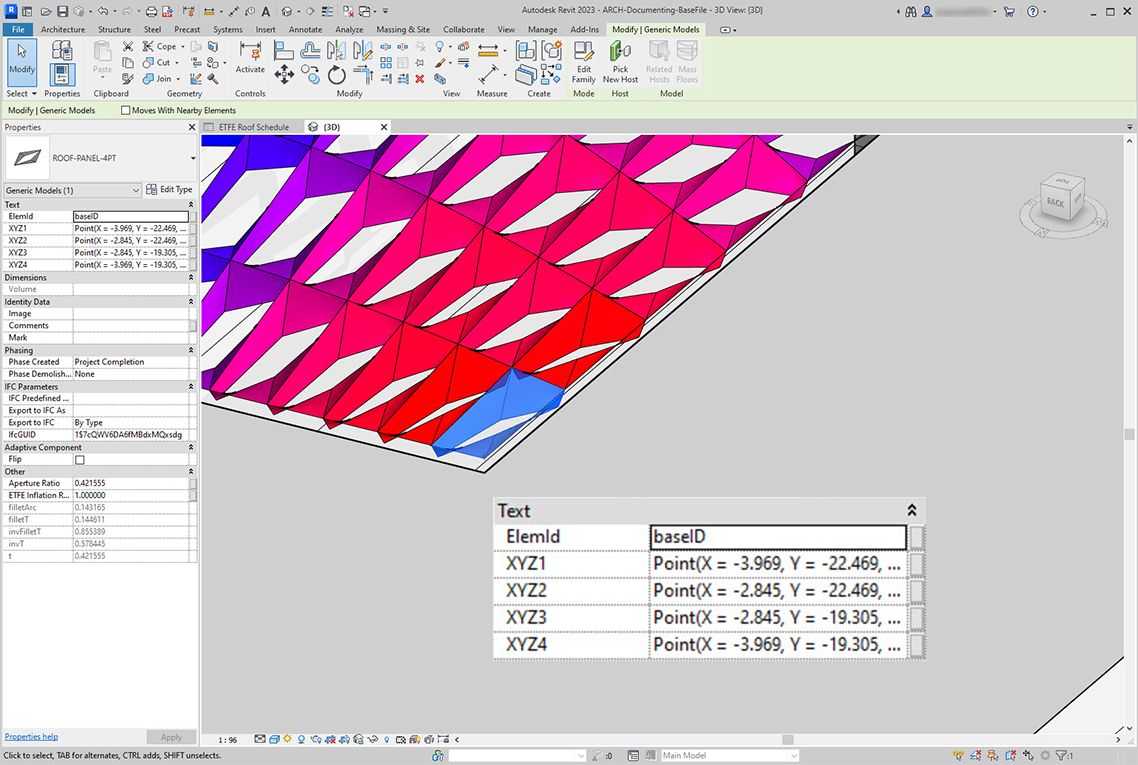 Autodesk Revit 2023 - ARCH-Documenting-BaseFile - 3D View: {3D}
File Architecture Structure Steel Precast Systems Insert Annotate Analyze Massing & Site Collaborate View Manage Add-Ins Modify | Generic Models
Modify
Paste
Cope
Cut
Join
Activate
Edit Family
Pick New Host
Related Hosts
Mass Floors
Select Properties Clipboard Geometry Controls Modify View Measure Create Mode Host Model
Modify | Generic Models Moves With Nearby Elements
Properties
ETFE Roof Schedule
{3D}
ROOF-PANEL-4PT
Generic Models (1) Edit Type
Text
ElemId baseID
XYZ1 Point(X = -3.969, Y = -22.469, ...
XYZ2 Point(X = -2.845, Y = -22.469, ...
XYZ3 Point(X = -2.845, Y = -19.305, ...
XYZ4 Point(X = -3.969, Y = -19.305, ...
Dimensions
Volume
Identity Data
Image
Comments
Mark
Phasing
Phase Created Project Completion
Phase Demolish... None
IFC Parameters
IFC Predefined ...
Export to IFC As
Export to IFC By Type
IfcGUID 1$7cQWV6DA6fMBdxMQxsdg
Adaptive Component
Flip
Other
Aperture Ratio 0.421555
ETFE Inflation R... 1.000000
filletArc 0.143165
filletT 0.144611
invFilletT 0.855389
invT 0.578445
t 0.421555
BACK
Text
ElemId baseID
XYZ1 Point(X = -3.969, Y = -22.469, ...
XYZ2 Point(X = -2.845, Y = -22.469, ...
XYZ3 Point(X = -2.845, Y = -19.305, ...
XYZ4 Point(X = -3.969, Y = -19.305, ...
Properties help Apply
1 : 96
Click to select, TAB for alternates, CTRL adds, SHIFT unselects.
:0
Main Model
:1